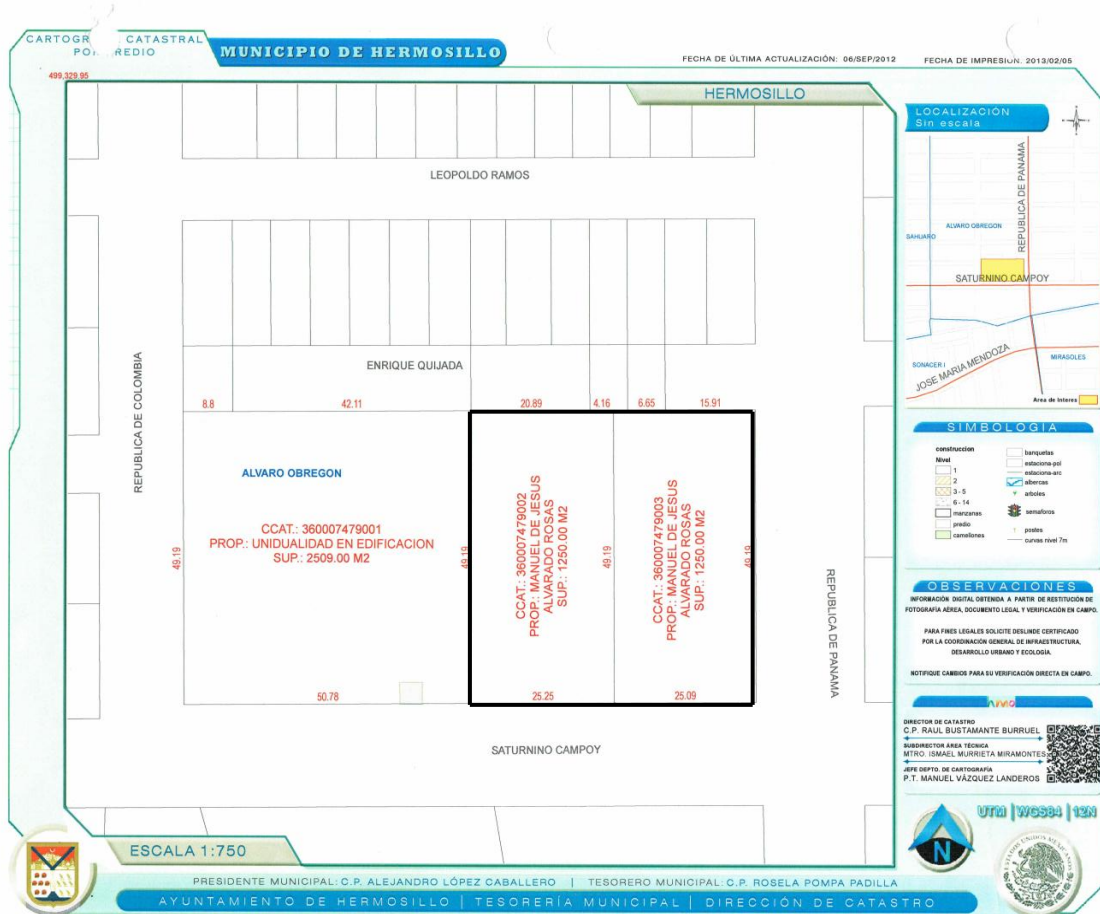 CARTOGR CATASTRAL
PO REDIO
MUNICIPIO DE HERMOSILLO
FECHA DE ÚLTIMA ACTUALIZACIÓN: 06/SEP/2012
FECHA DE IMPRESIÓN: 2013/02/05
499,329.95
HERMOSILLO
LEOPOLDO RAMOS
ENRIQUE QUIJADA
REPUBLICA DE COLOMBIA
8.8
42.11
20.89
4.16
6.65
15.91
ALVARO OBREGON
CCAT.: 360007479001
PROP.: UNIDUALIDAD EN EDIFICACION
SUP.: 2509.00 M2
49.19
49.19
CCAT.: 360007479002
PROP.: MANUEL DE JESUS
ALVARADO ROSAS
SUP.: 1250.00 M2
49.19
CCAT.: 360007479003
PROP.: MANUEL DE JESUS
ALVARADO ROSAS
SUP.: 1250.00 M2
49.19
50.78
25.25
25.09
REPUBLICA DE PANAMA
SATURNINO CAMPOY
LOCALIZACIÓN
Sin escala
REPUBLICA DE PANAMA
SAHUARO
ALVARO OBREGON
SATURNINO CAMPOY
SONACER I
JOSE MARIA MENDOZA
MIRASOLES
Area de Interes
SIMBOLOGIA
construccion
Nivel
1
2
3 - 5
6 - 14
manzanas
predio
camellones
banquetas
estaciona-pol
estaciona-arc
albercas
arboles
semaforos
postes
curvas nivel 7m
OBSERVACIONES
INFORMACIÓN DIGITAL OBTENIDA A PARTIR DE RESTITUCIÓN DE
FOTOGRAFÍA AÉREA, DOCUMENTO LEGAL Y VERIFICACIÓN EN CAMPO.
PARA FINES LEGALES SOLICITE DESLINDE CERTIFICADO
POR LA COORDINACIÓN GENERAL DE INFRAESTRUCTURA,
DESARROLLO URBANO Y ECOLOGÍA.
NOTIFIQUE CAMBIOS PARA SU VERIFICACIÓN DIRECTA EN CAMPO.
DIRECTOR DE CATASTRO
C.P. RAUL BUSTAMANTE BURRUEL
SUBDIRECTOR ÁREA TÉCNICA
MTRO. ISMAEL MURRIETA MIRAMONTES
JEFE DEPTO. DE CARTOGRAFÍA
P.T. MANUEL VÁZQUEZ LANDEROS
UTM | WGS84 | 12N
N
ESTADOS UNIDOS MEXICANOS
ESCALA 1:750
PRESIDENTE MUNICIPAL: C.P. ALEJANDRO LÓPEZ CABALLERO | TESORERO MUNICIPAL: C.P. ROSELA POMPA PADILLA
AYUNTAMIENTO DE HERMOSILLO | TESORERÍA MUNICIPAL | DIRECCIÓN DE CATASTRO